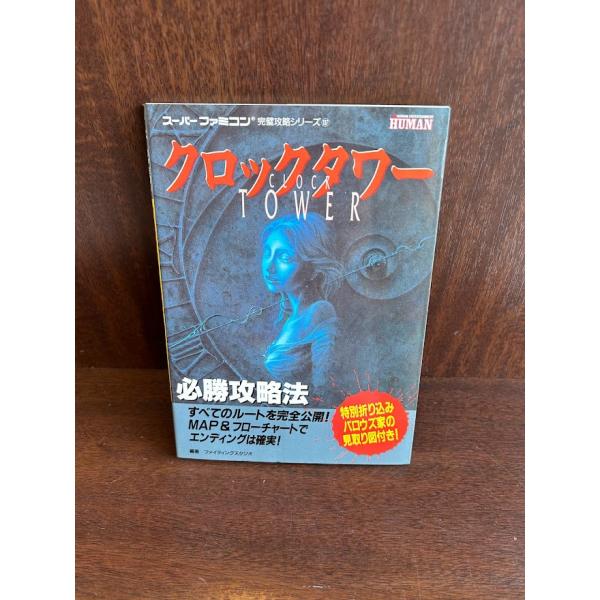 スーパーファミコン® 完璧攻略シリーズ
HUMAN
クロックタワー
CLOCK
TOWER
必勝攻略法
すべてのルートを完全公開!
MAP&フローチャートで
エンディングは確実!
特別折り込み
バロウズ家の
見取り図付き!
編著 ファイティングスタジオ